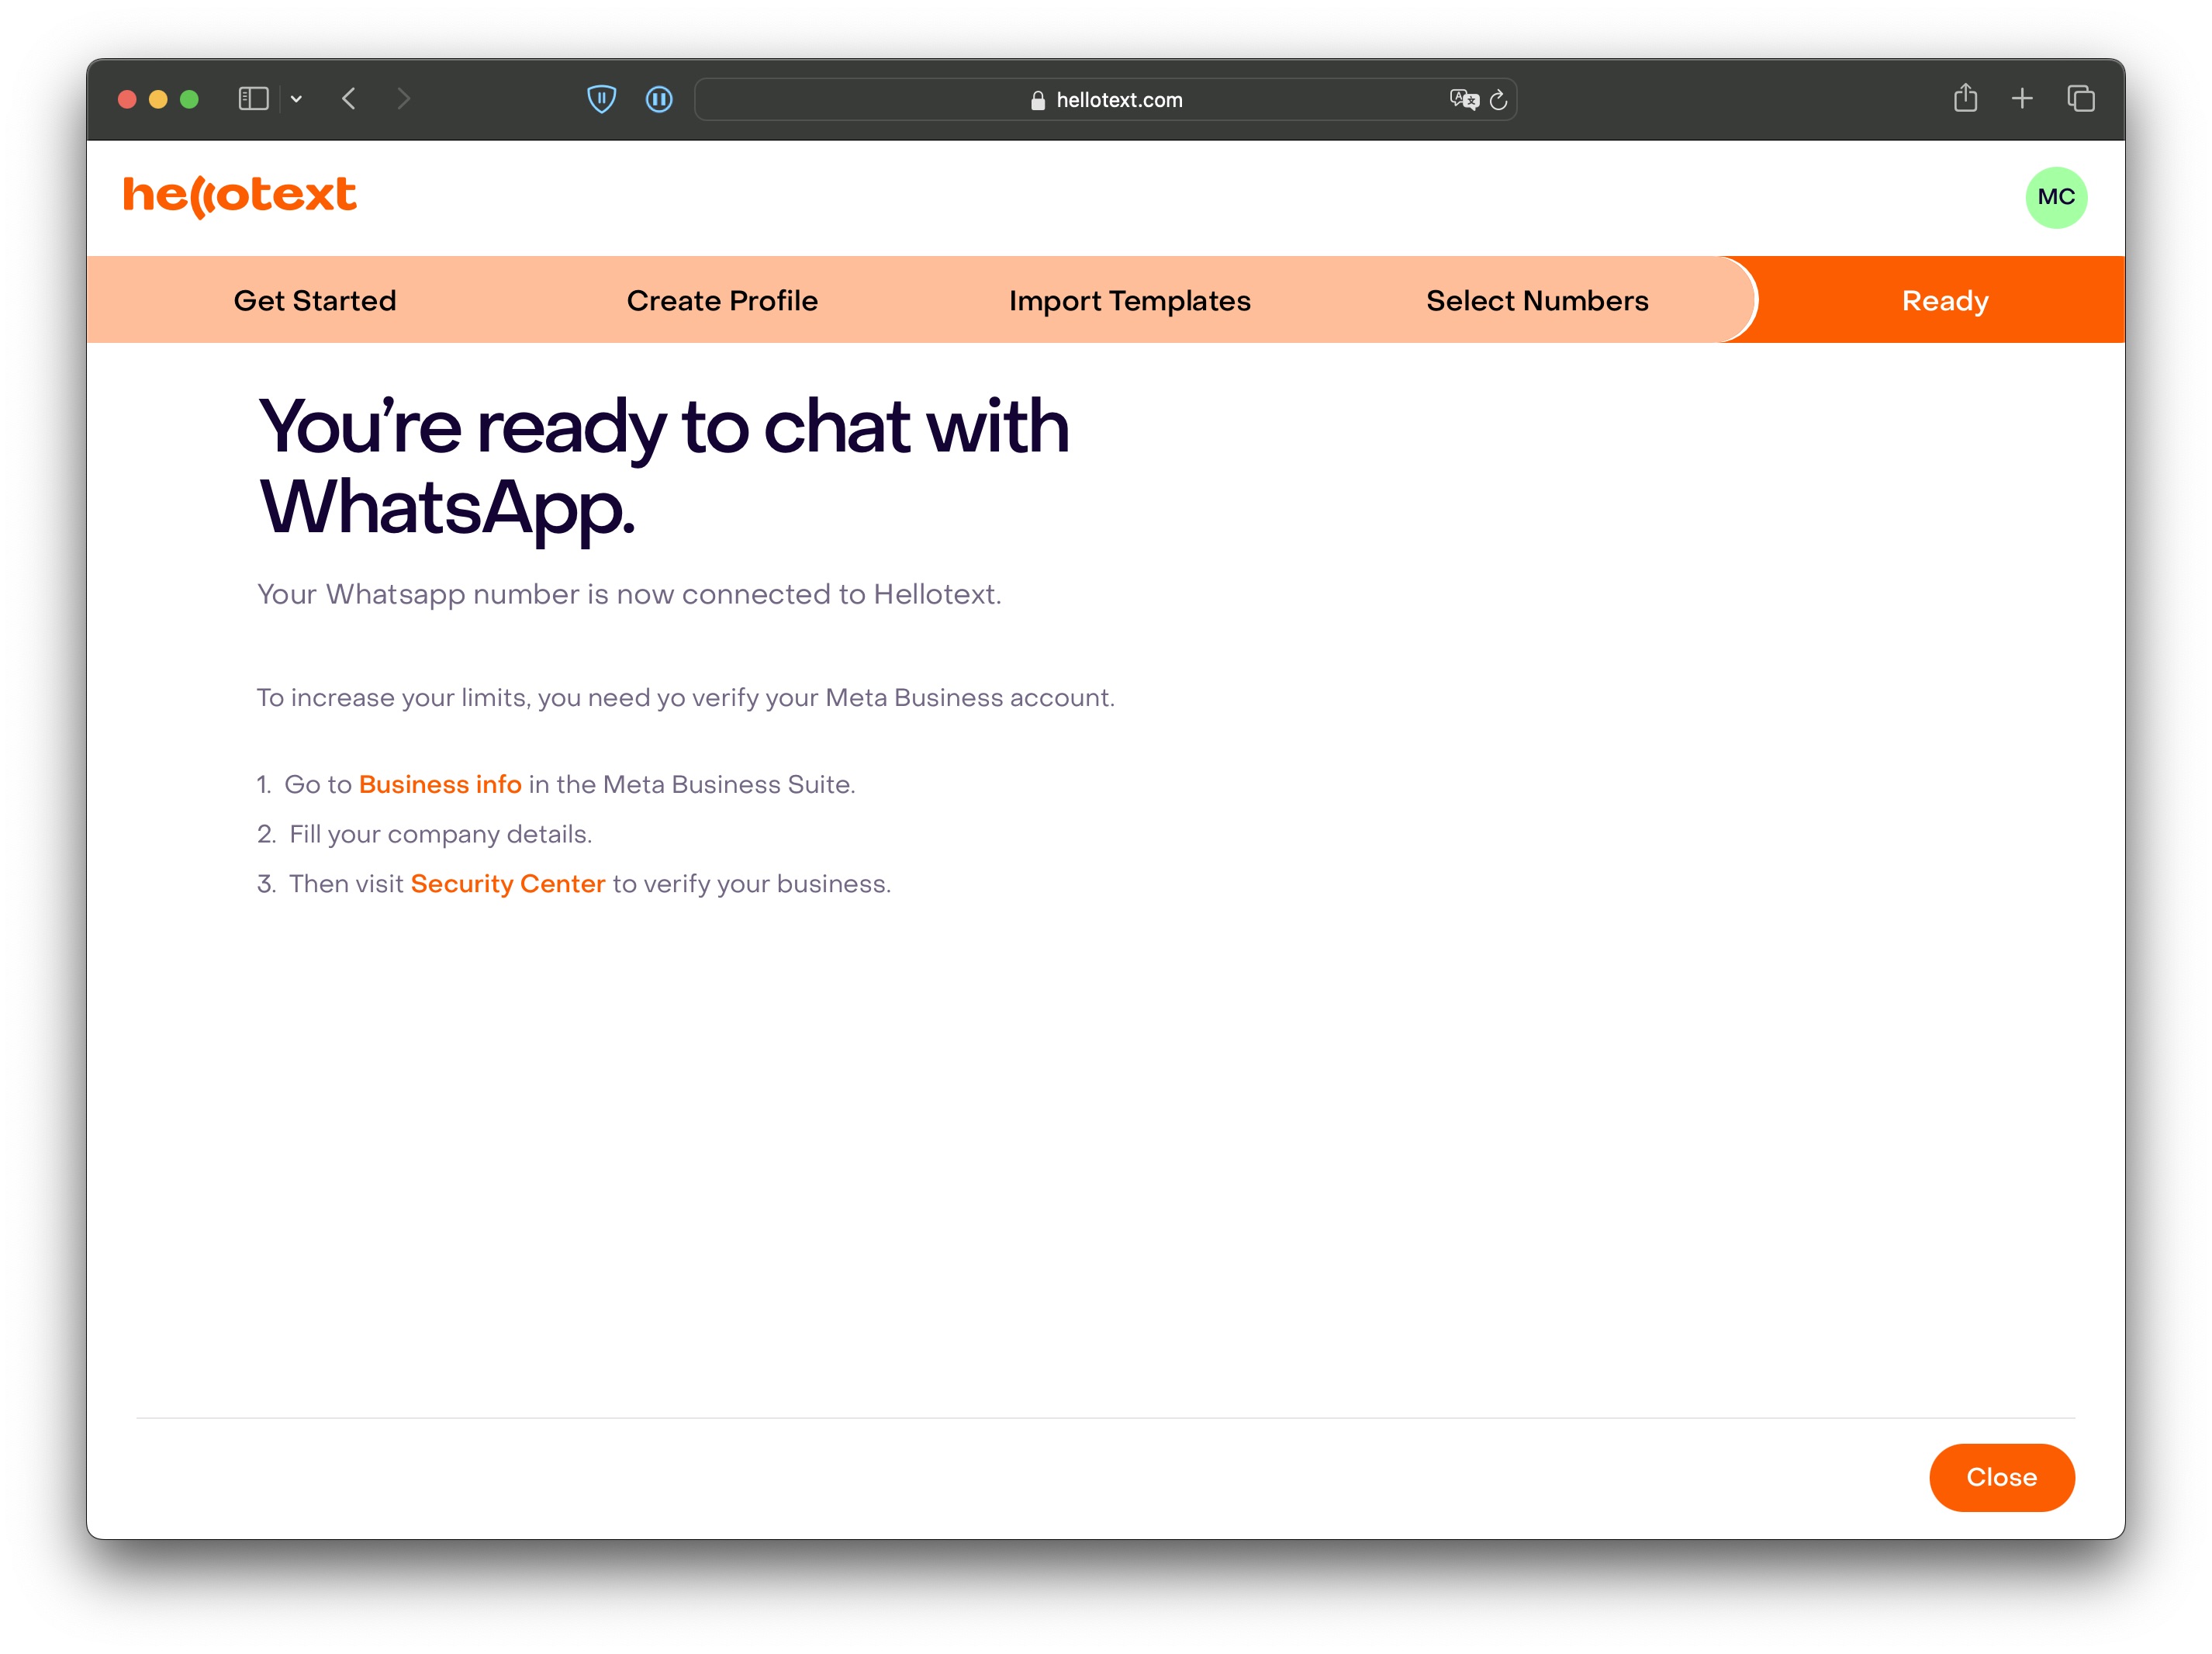 hellotext.com
hellotext
MC
Get Started
Create Profile
Import Templates
Select Numbers
Ready
You're ready to chat with
WhatsApp.
Your Whatsapp number is now connected to Hellotext.
To increase your limits, you need yo verify your Meta Business account.
1. Go to Business info in the Meta Business Suite.
2. Fill your company details.
3. Then visit Security Center to verify your business.
Close